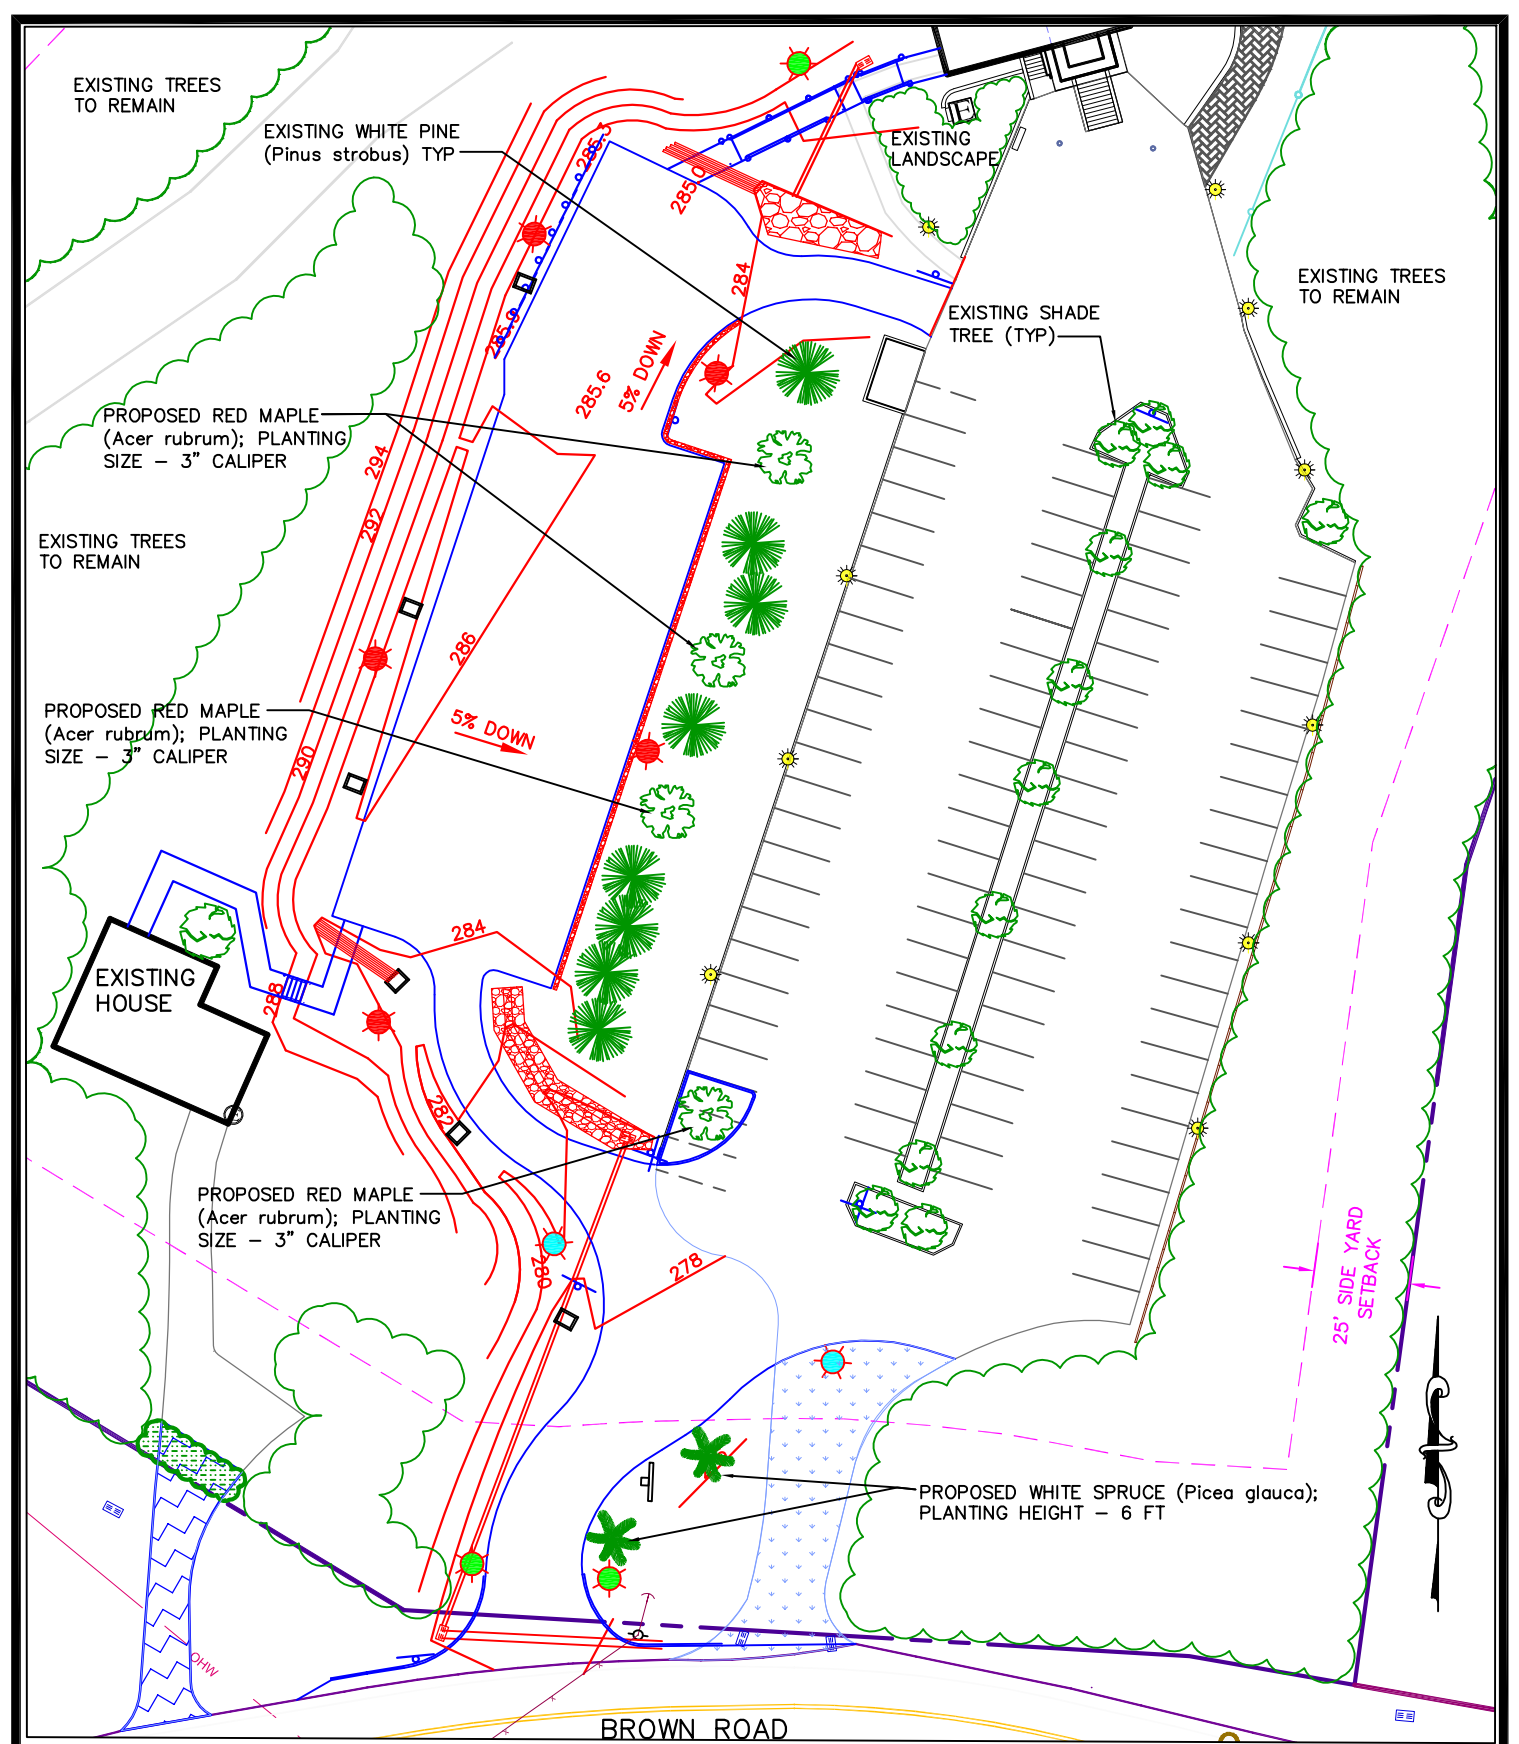 EXISTING TREES
TO REMAIN
EXISTING WHITE PINE
(Pinus strobus) TYP
285.5
285.0
EXISTING
LANDSCAPE
E
284
EXISTING TREES
TO REMAIN
EXISTING SHADE
TREE (TYP)
285.9
285.6
5% DOWN
PROPOSED RED MAPLE
(Acer rubrum); PLANTING
SIZE – 3" CALIPER
294
292
EXISTING TREES
TO REMAIN
286
PROPOSED RED MAPLE
(Acer rubrum); PLANTING
SIZE – 3" CALIPER
5% DOWN
290
284
EXISTING
HOUSE
288
282
PROPOSED RED MAPLE
(Acer rubrum); PLANTING
SIZE – 3" CALIPER
280
278
25' SIDE YARD
SETBACK
PROPOSED WHITE SPRUCE (Picea glauca);
PLANTING HEIGHT – 6 FT
OHW
BROWN ROAD